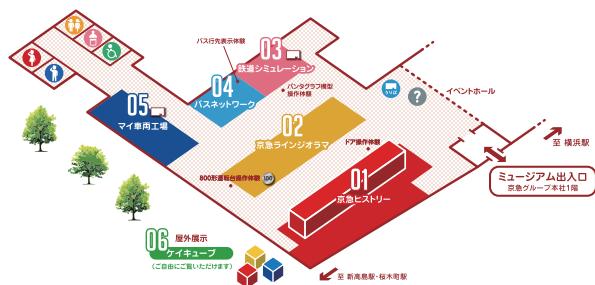 バス行先表示体験
03
鉄道シミュレーション
04
バスネットワーク
パンタグラフ模型
操作体験
05
マイ車両工場
02
京急ラインジオラマ
イベントホール
?
ドア操作体験
至 横浜駅
800形運転台操作体験
01
京急ヒストリー
ミュージアム出入口
京急グループ本社1階
06
屋外展示
ケイキューブ
(ご自由にご覧いただけます)
至 新高島駅・桜木町駅